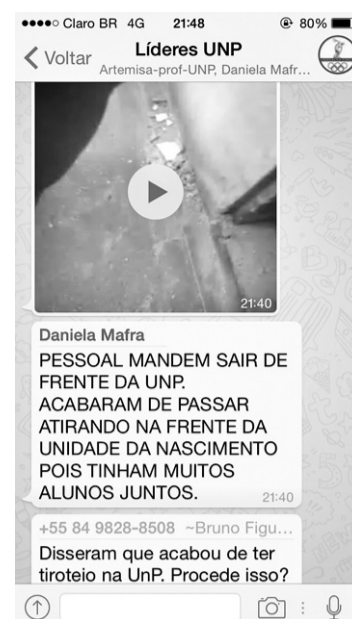 Claro BR 4G 21:48 80%
Voltar Líderes UNP
Artemisa-prof-UNP, Daniela Mafr...
21:40
Daniela Mafra
PESSOAL MANDEM SAIR DE
FRENTE DA UNP.
ACABARAM DE PASSAR
ATIRANDO NA FRENTE DA
UNIDADE DA NASCIMENTO
POIS TINHAM MUITOS
ALUNOS JUNTOS. 21:40
+55 84 9828-8508 ~Bruno Figu...
Disseram que acabou de ter
tiroteio na UnP. Procede isso?